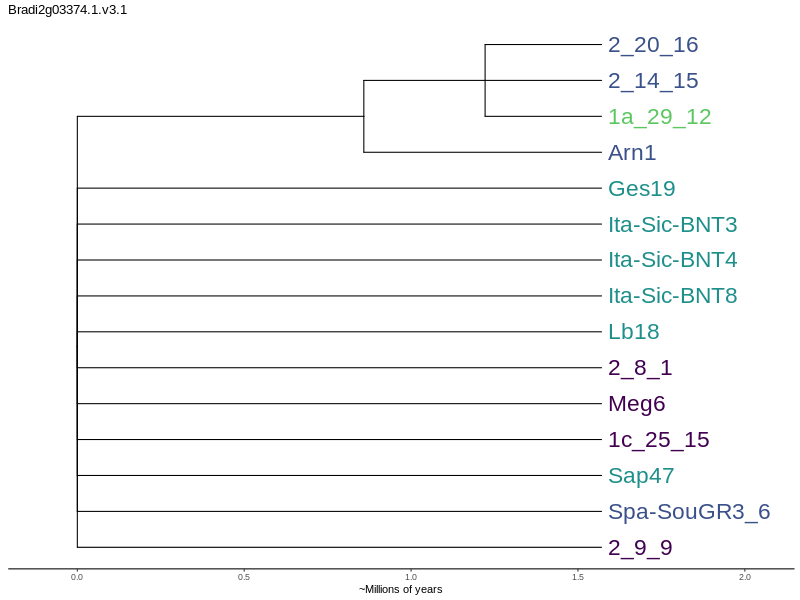 Bradi2g03374.1.v3.1
2_20_16
2_14_15
1a_29_12
Arn1
Ges19
Ita-Sic-BNT3
Ita-Sic-BNT4
Ita-Sic-BNT8
Lb18
2_8_1
Meg6
1c_25_15
Sap47
Spa-SouGR3_6
2_9_9
0.0 0.5 1.0 1.5 2.0
~Millions of years